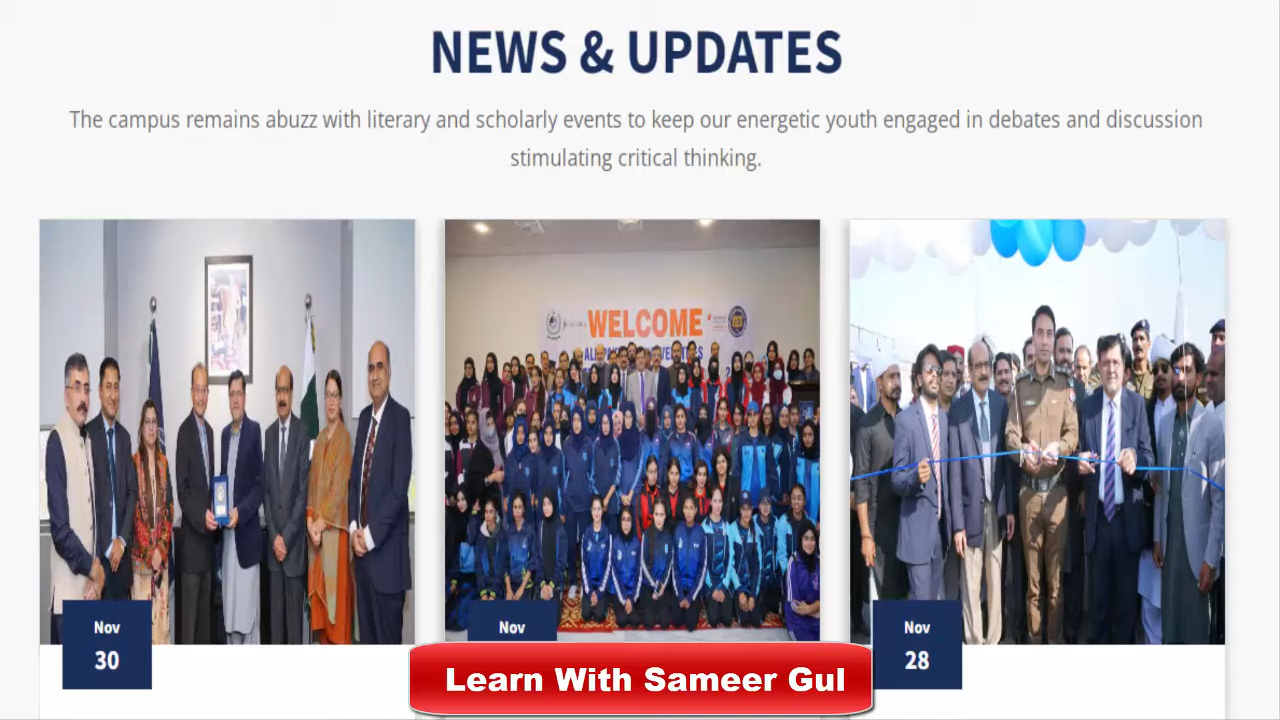 NEWS & UPDATES
The campus remains abuzz with literary and scholarly events to keep our energetic youth engaged in debates and discussion
stimulating critical thinking.
WELCOME
Nov
30
Nov
Nov
28
Learn With Sameer Gul